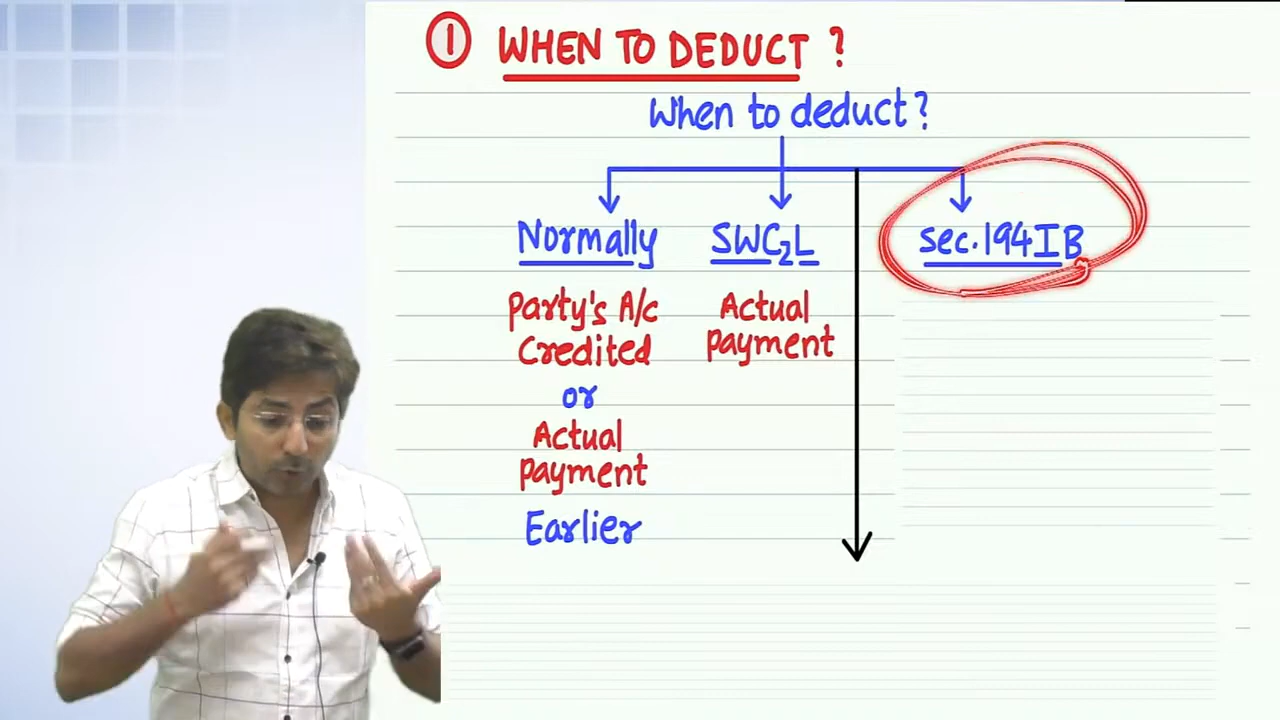 ① WHEN TO DEDUCT ?
When to deduct?
Normally
Party's A/c
Credited
or
Actual
payment
Earlier
SWC₂L
Actual
payment
Sec.194IB